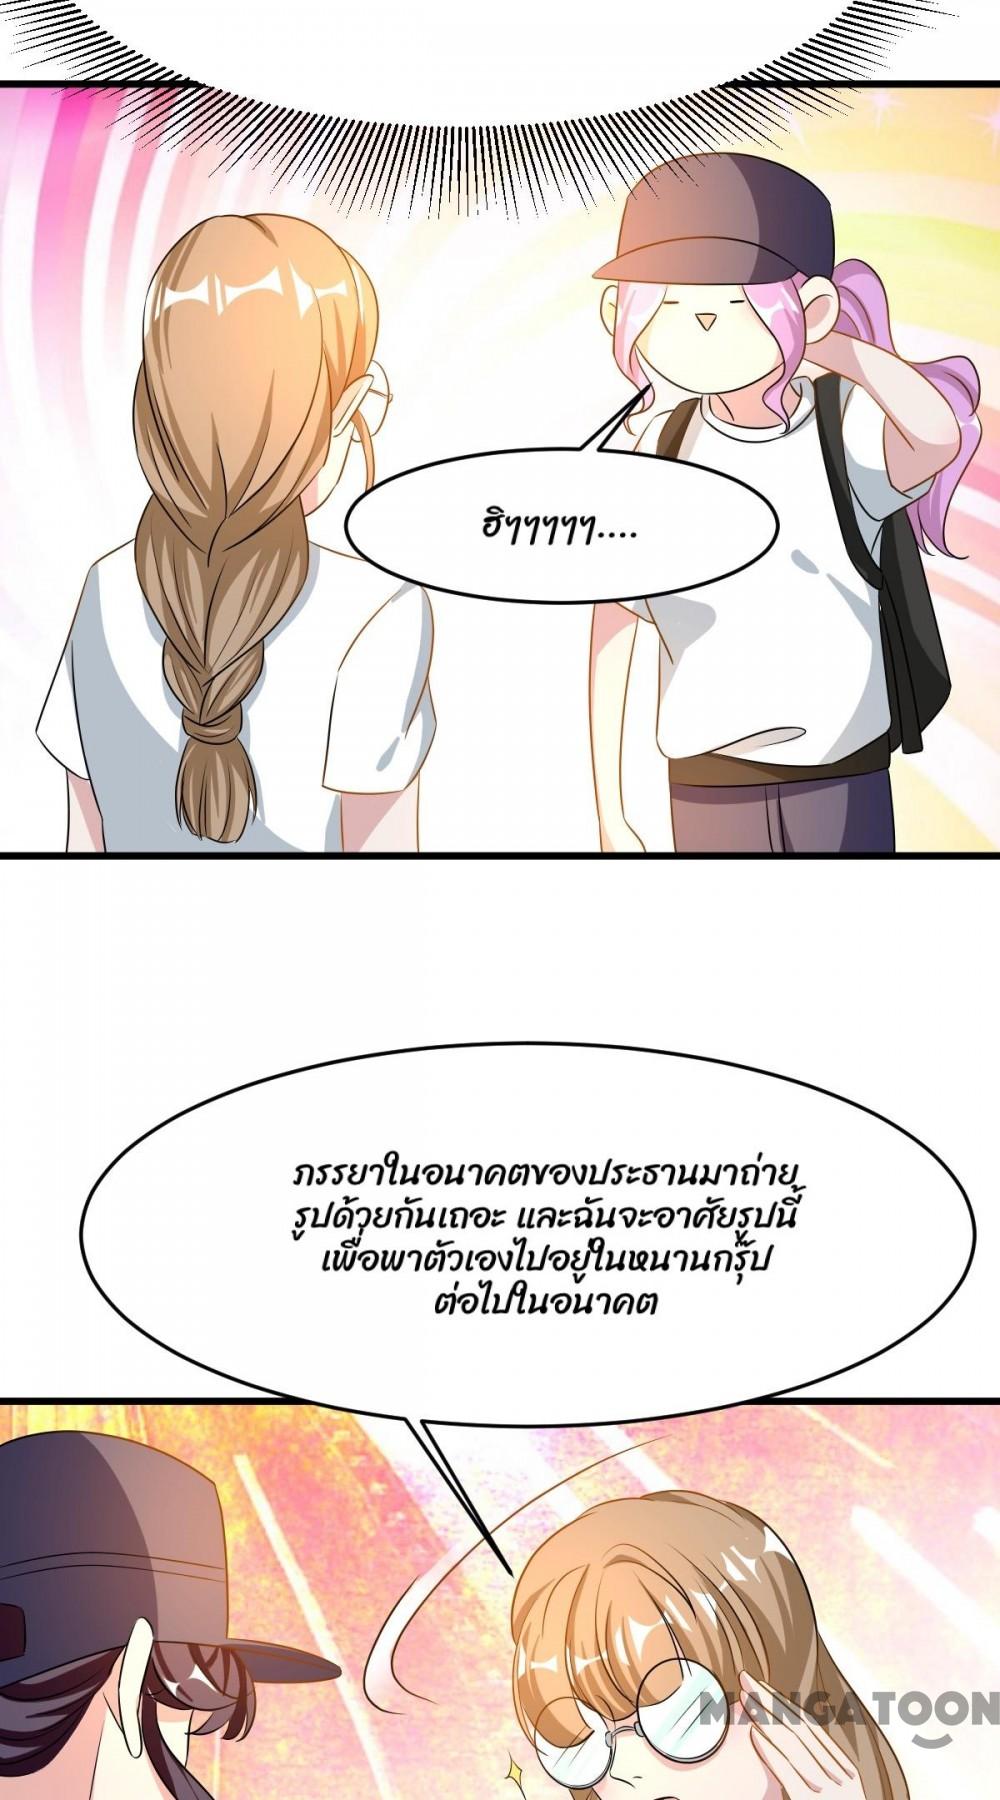 ฮิๆๆๆๆๆ....
ภรรยาในอนาคตของประธานมาถ่าย
รูปด้วยกันเถอะ และฉันจะอาศัยรูปนี้
เพื่อพาตัวเองไปอยู่ในหนานกรุ๊ป
ต่อไปในอนาคต
MANGATOON